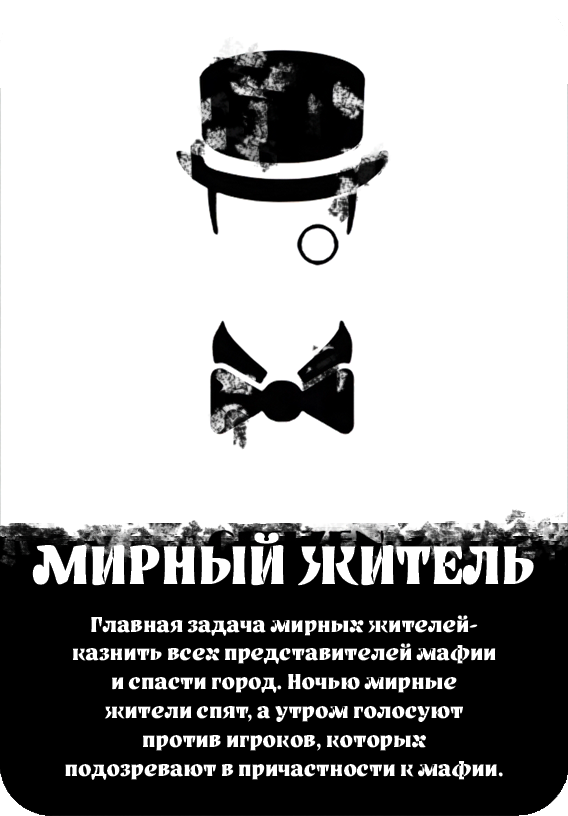 МИРНЫЙ ЖИТЕЛЬ
Главная задача мирных жителей-
казнить всех представителей мафии
и спасти город. Ночью мирные
жители спят, а утром голосуют
против игроков, которых
подозревают в причастности к мафии.